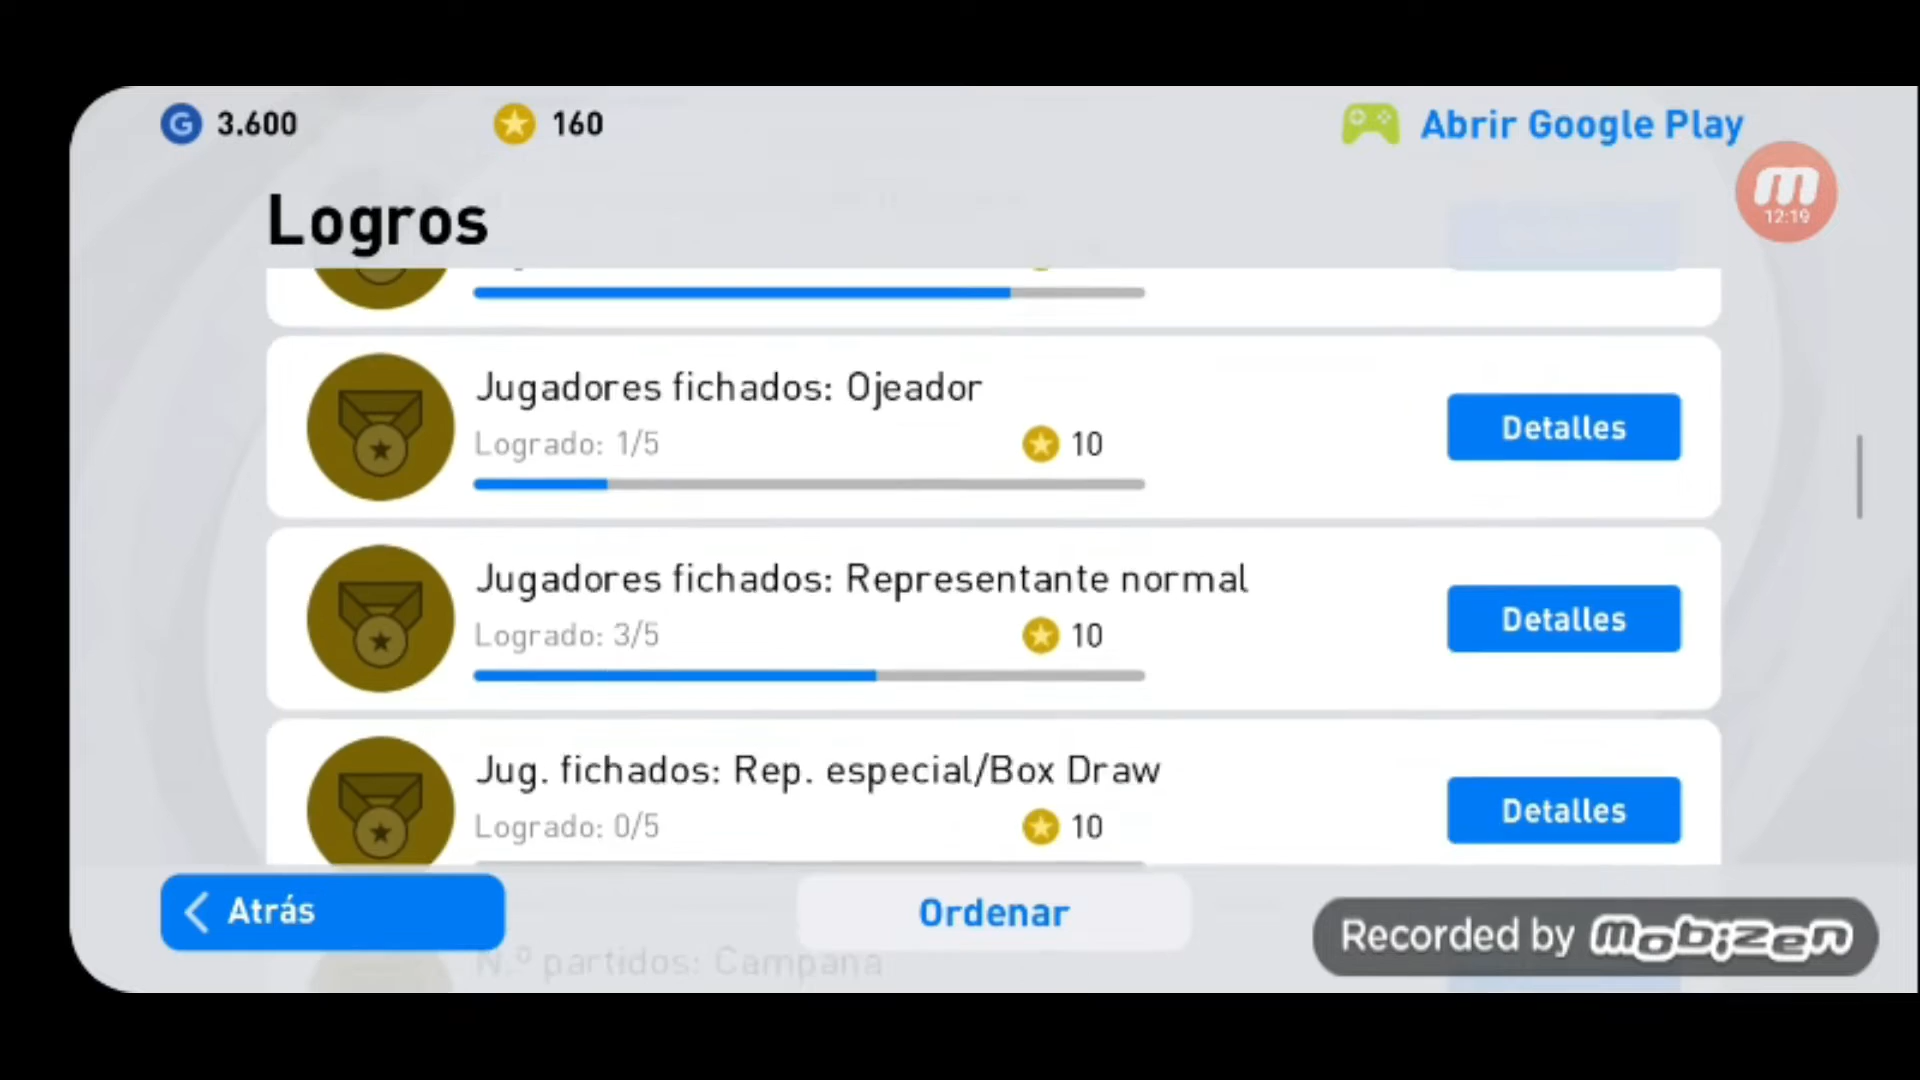 G 3.600
160
Abrir Google Play
12:19
Logros
Jugadores fichados: Ojeador
Logrado: 1/5
10
Detalles
Jugadores fichados: Representante normal
Logrado: 3/5
10
Detalles
Jug. fichados: Rep. especial/Box Draw
Logrado: 0/5
10
Detalles
Atrás
Ordenar
Recorded by Mobizen
N.º partidos: Campana